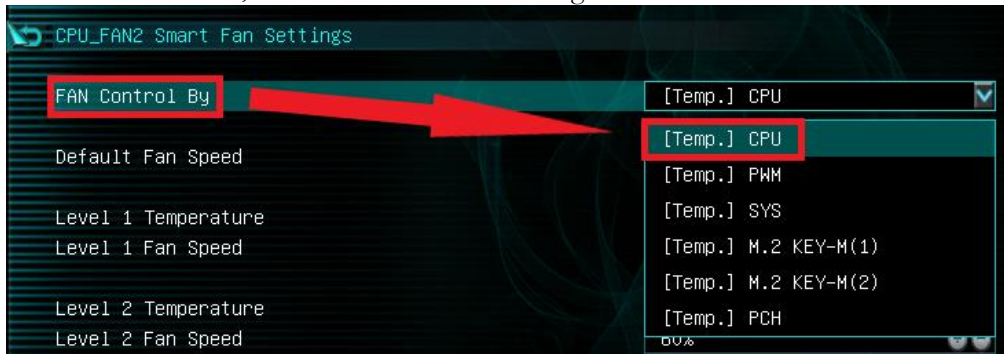 CPU_FAN2 Smart Fan Settings
FAN Control By [Temp.] CPU
[Temp.] CPU
Default Fan Speed
[Temp.] PWM
Level 1 Temperature [Temp.] SYS
Level 1 Fan Speed [Temp.] M.2 KEY-M(1)
[Temp.] M.2 KEY-M(2)
Level 2 Temperature
[Temp.] PCH
Level 2 Fan Speed 60%